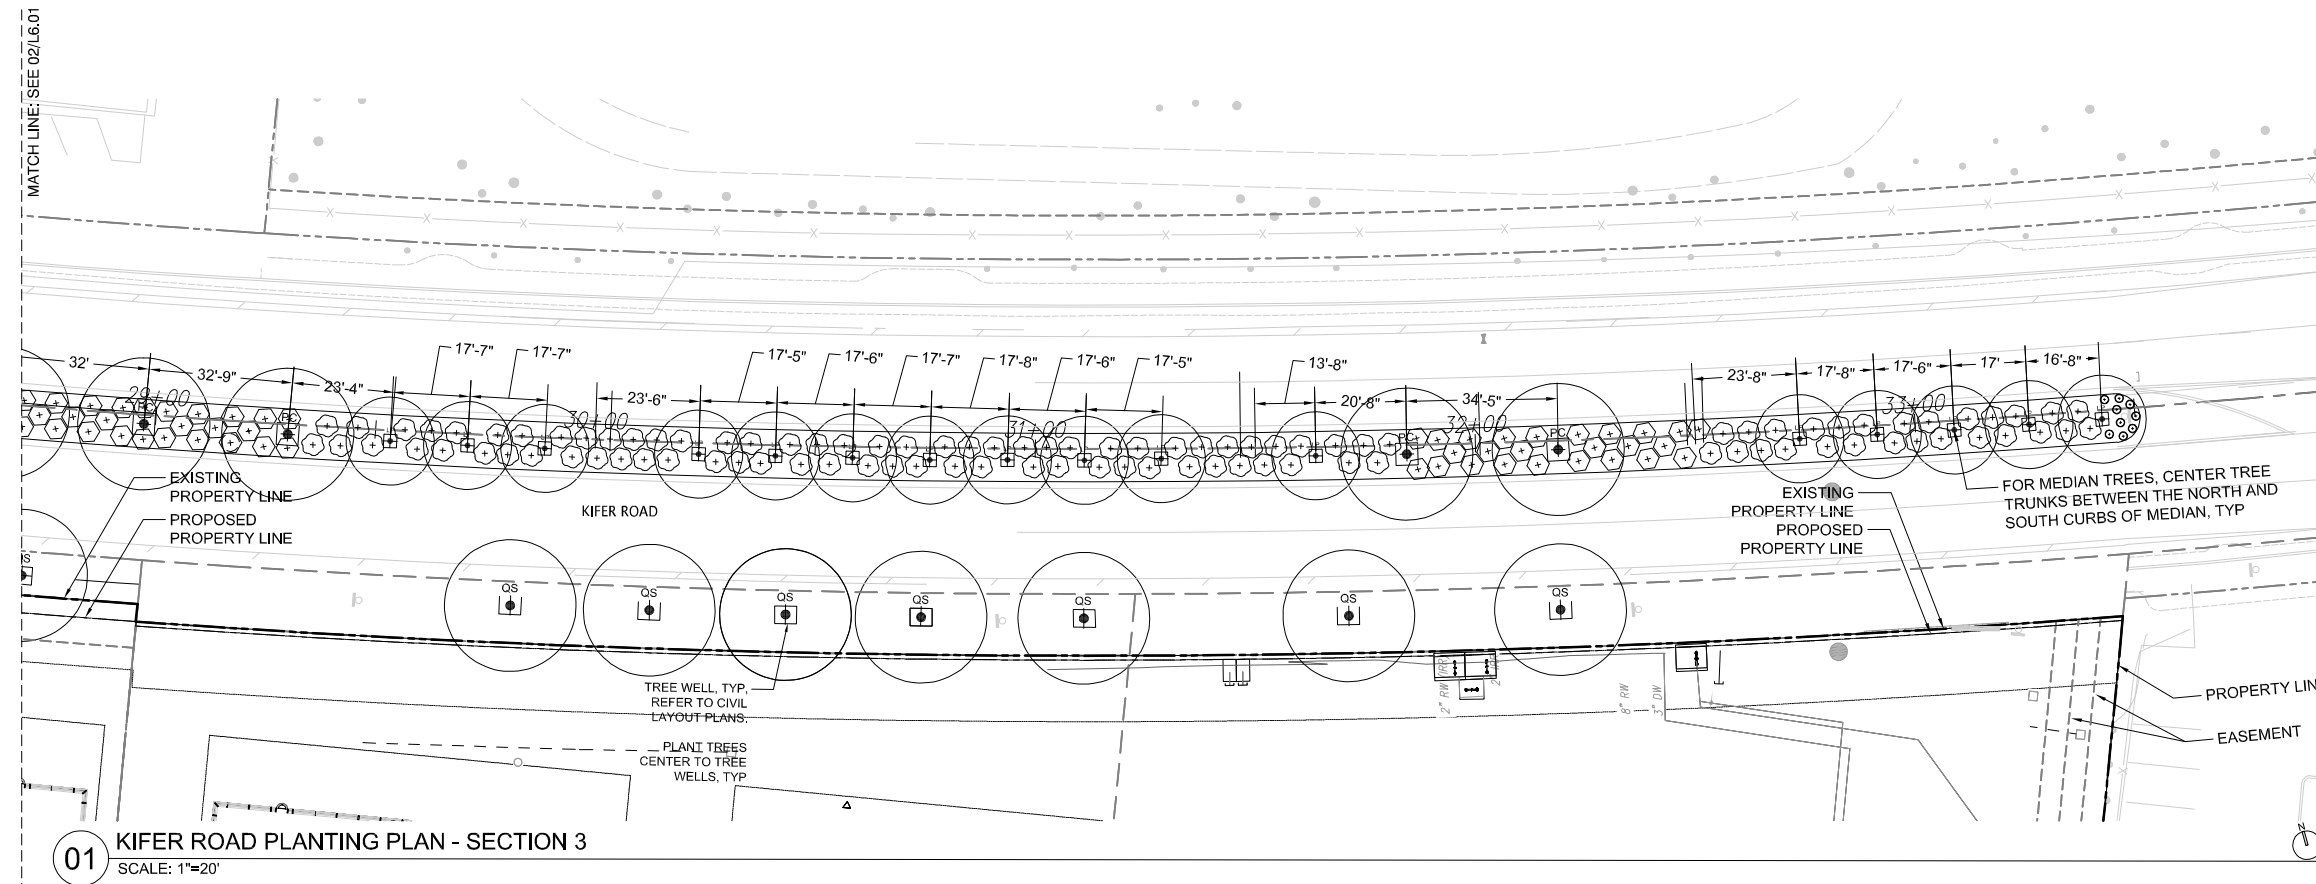 MATCH LINE: SEE 02/L6.01
32'
32'-9"
23'-4"
17'-7"
17'-7"
23'-6"
17'-5"
17'-6"
17'-7"
17'-8"
17'-6"
17'-5"
13'-8"
20'-8"
34'-5"
23'-8"
17'-8"
17'-6"
17'
16'-8"
29+00
30+00
31+00
32+00
33+00
PC
PC
PC
PC
EXISTING
PROPERTY LINE
PROPOSED
PROPERTY LINE
KIFER ROAD
EXISTING
PROPERTY LINE
PROPOSED
PROPERTY LINE
FOR MEDIAN TREES, CENTER TREE
TRUNKS BETWEEN THE NORTH AND
SOUTH CURBS OF MEDIAN, TYP
QS
QS
QS
QS
QS
QS
QS
QS
TREE WELL, TYP,
REFER TO CIVIL
LAYOUT PLANS.
PLANT TREES
CENTER TO TREE
WELLS, TYP
2" RW
8" RW
3" DW
PROPERTY LIN
EASEMENT
01
KIFER ROAD PLANTING PLAN - SECTION 3
SCALE: 1"=20'
N